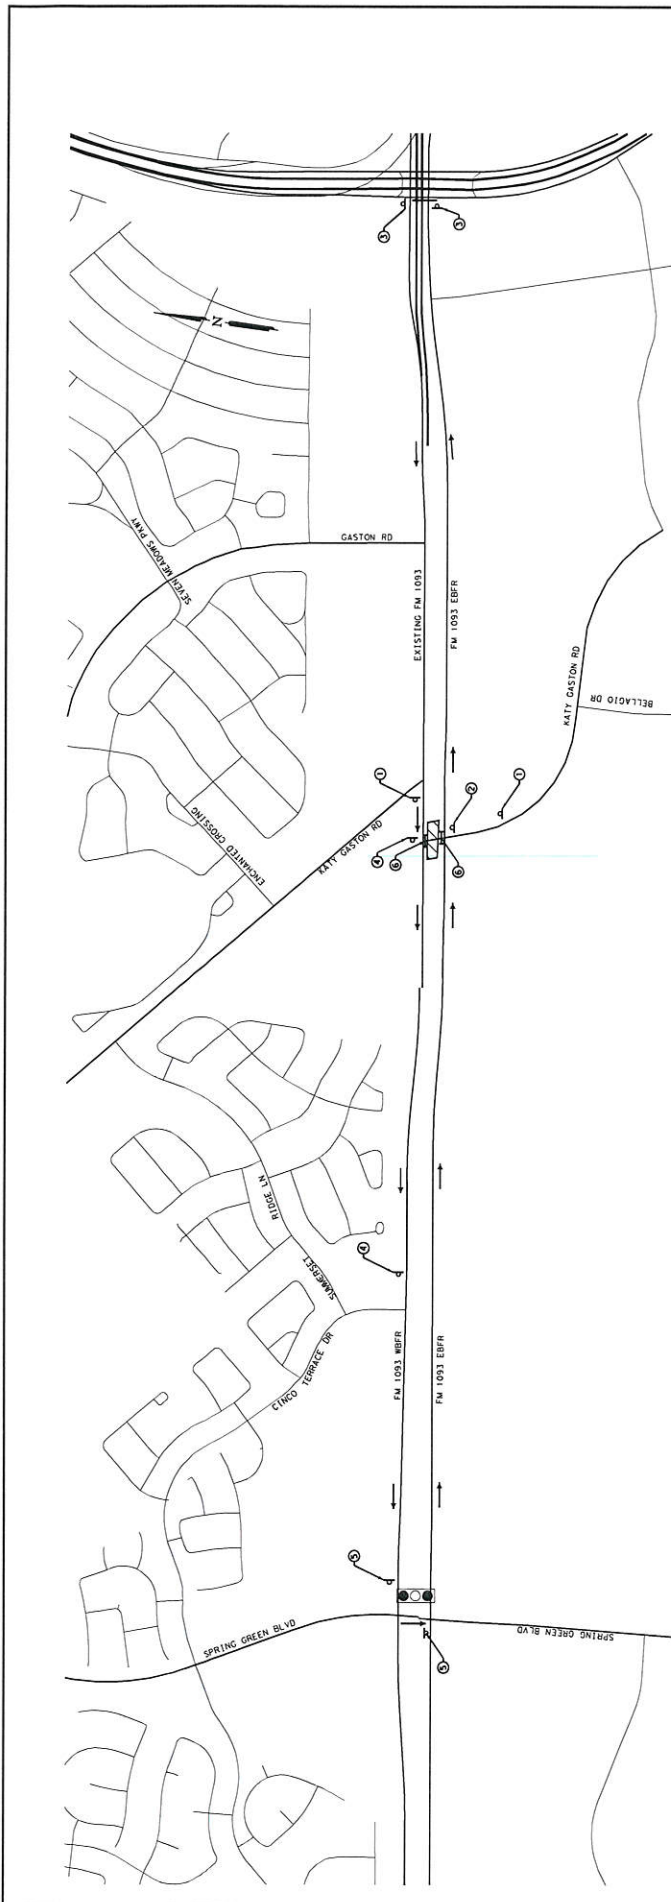 3
3
N
SEVEN MEADOWS PKWY
GASTON RD
EXISTING FM 1093
FM 1093 EBFR
KATY GASTON RD
BELLAGIO DR
1
2
1
4
6
6
ENCHANTED CROSSING
KATY GASTON RD
RIDGE LN
SUMMERSET
4
CINCO TERRACE DR
FM 1093 WBFR
FM 1093 EBFR
5
SPRING GREEN BLVD
SPRING GREEN BLVD
5